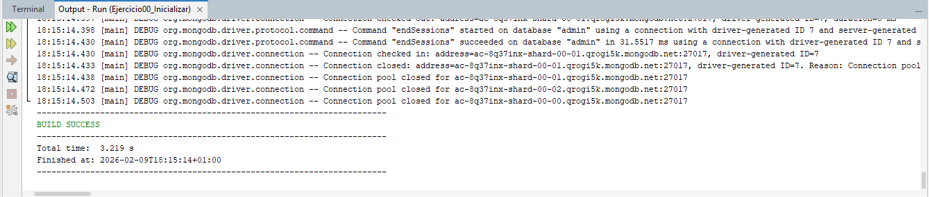 Terminal
Output - Run (Ejercicio00_Inicializar) ×
18:15:14.398 [main] DEBUG org.mongodb.driver.protocol.command -- Command "endSessions" started on database "admin" using a connection with driver-generated ID 7 and server-generated
18:15:14.430 [main] DEBUG org.mongodb.driver.protocol.command -- Command "endSessions" succeeded on database "admin" in 31.5517 ms using a connection with driver-generated ID 7 and s
18:15:14.430 [main] DEBUG org.mongodb.driver.connection -- Connection checked in: address=ac-8q37inx-shard-00-01.qrogi5k.mongodb.net:27017, driver-generated ID=7
18:15:14.433 [main] DEBUG org.mongodb.driver.connection -- Connection closed: address=ac-8q37inx-shard-00-01.qrogi5k.mongodb.net:27017, driver-generated ID=7. Reason: Connection pool
18:15:14.438 [main] DEBUG org.mongodb.driver.connection -- Connection pool closed for ac-8q37inx-shard-00-01.qrogi5k.mongodb.net:27017
18:15:14.472 [main] DEBUG org.mongodb.driver.connection -- Connection pool closed for ac-8q37inx-shard-00-02.qrogi5k.mongodb.net:27017
18:15:14.503 [main] DEBUG org.mongodb.driver.connection -- Connection pool closed for ac-8q37inx-shard-00-00.qrogi5k.mongodb.net:27017
------------------------------------------------------------------------
BUILD SUCCESS
------------------------------------------------------------------------
Total time:  3.219 s
Finished at: 2026-02-09T18:15:14+01:00
------------------------------------------------------------------------